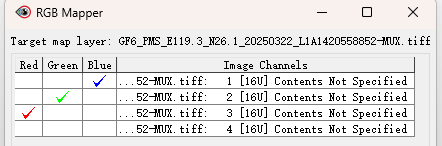 RGB Mapper
Target map layer: GF6_PMS_E119.3_N26.1_20250322_L1A1420558852-MUX.tiff
Red Green Blue Image Channels
...52-MUX.tiff: 1 [16U] Contents Not Specified
...52-MUX.tiff: 2 [16U] Contents Not Specified
...52-MUX.tiff: 3 [16U] Contents Not Specified
...52-MUX.tiff: 4 [16U] Contents Not Specified